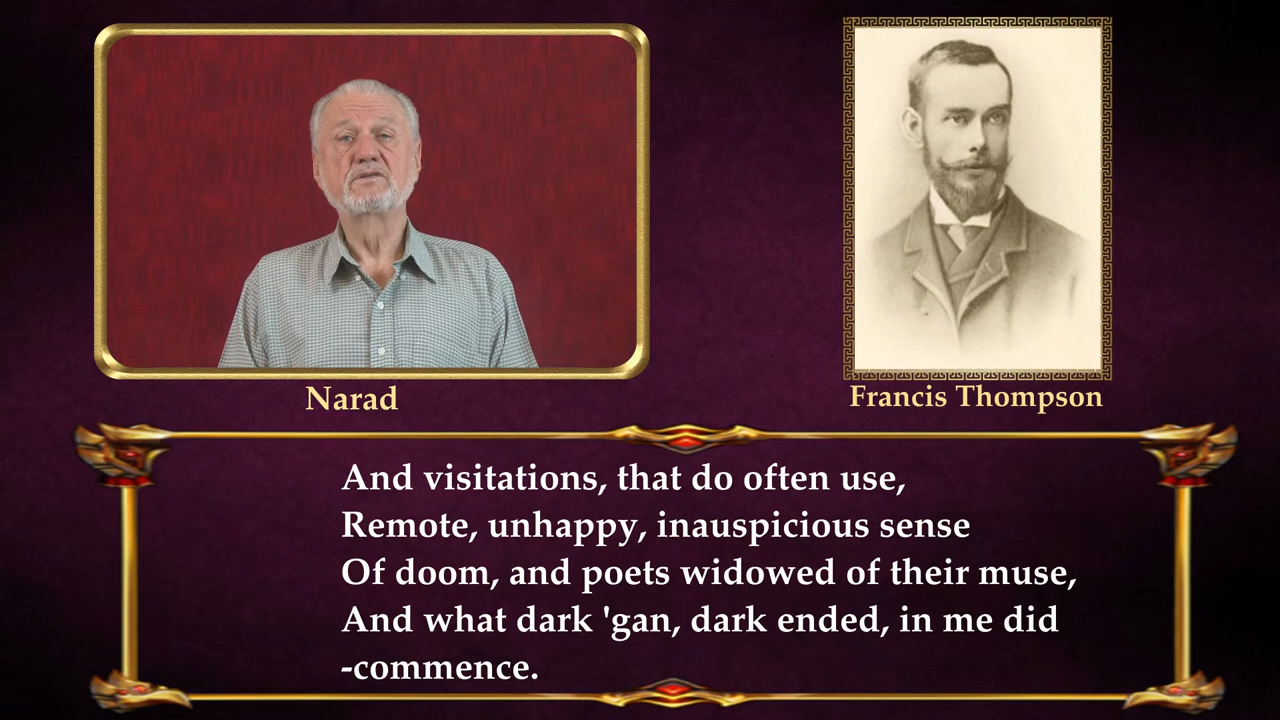 Narad
Francis Thompson
And visitations, that do often use,
Remote, unhappy, inauspicious sense
Of doom, and poets widowed of their muse,
And what dark 'gan, dark ended, in me did
-commence.